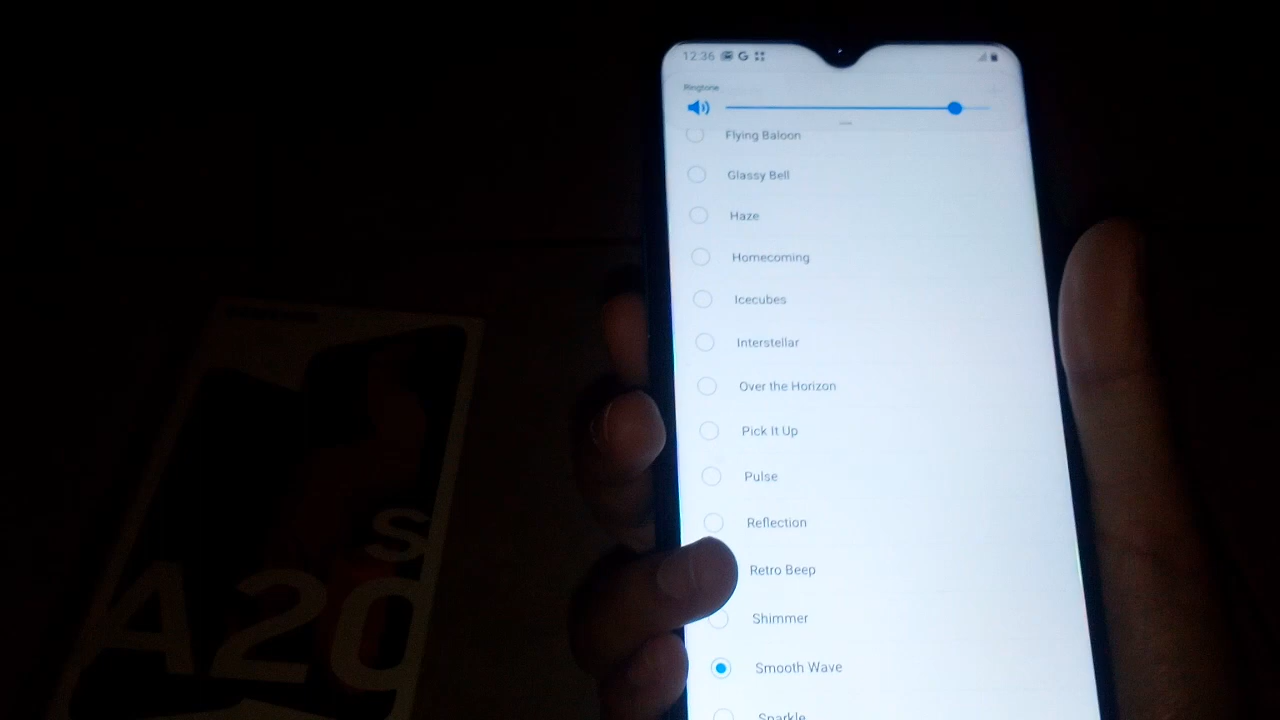 12:36 G
Ringtone
Flying Baloon
Glassy Bell
Haze
Homecoming
Icecubes
Interstellar
Over the Horizon
Pick It Up
Pulse
Reflection
Retro Beep
Shimmer
Smooth Wave
Sparkle
s
A20